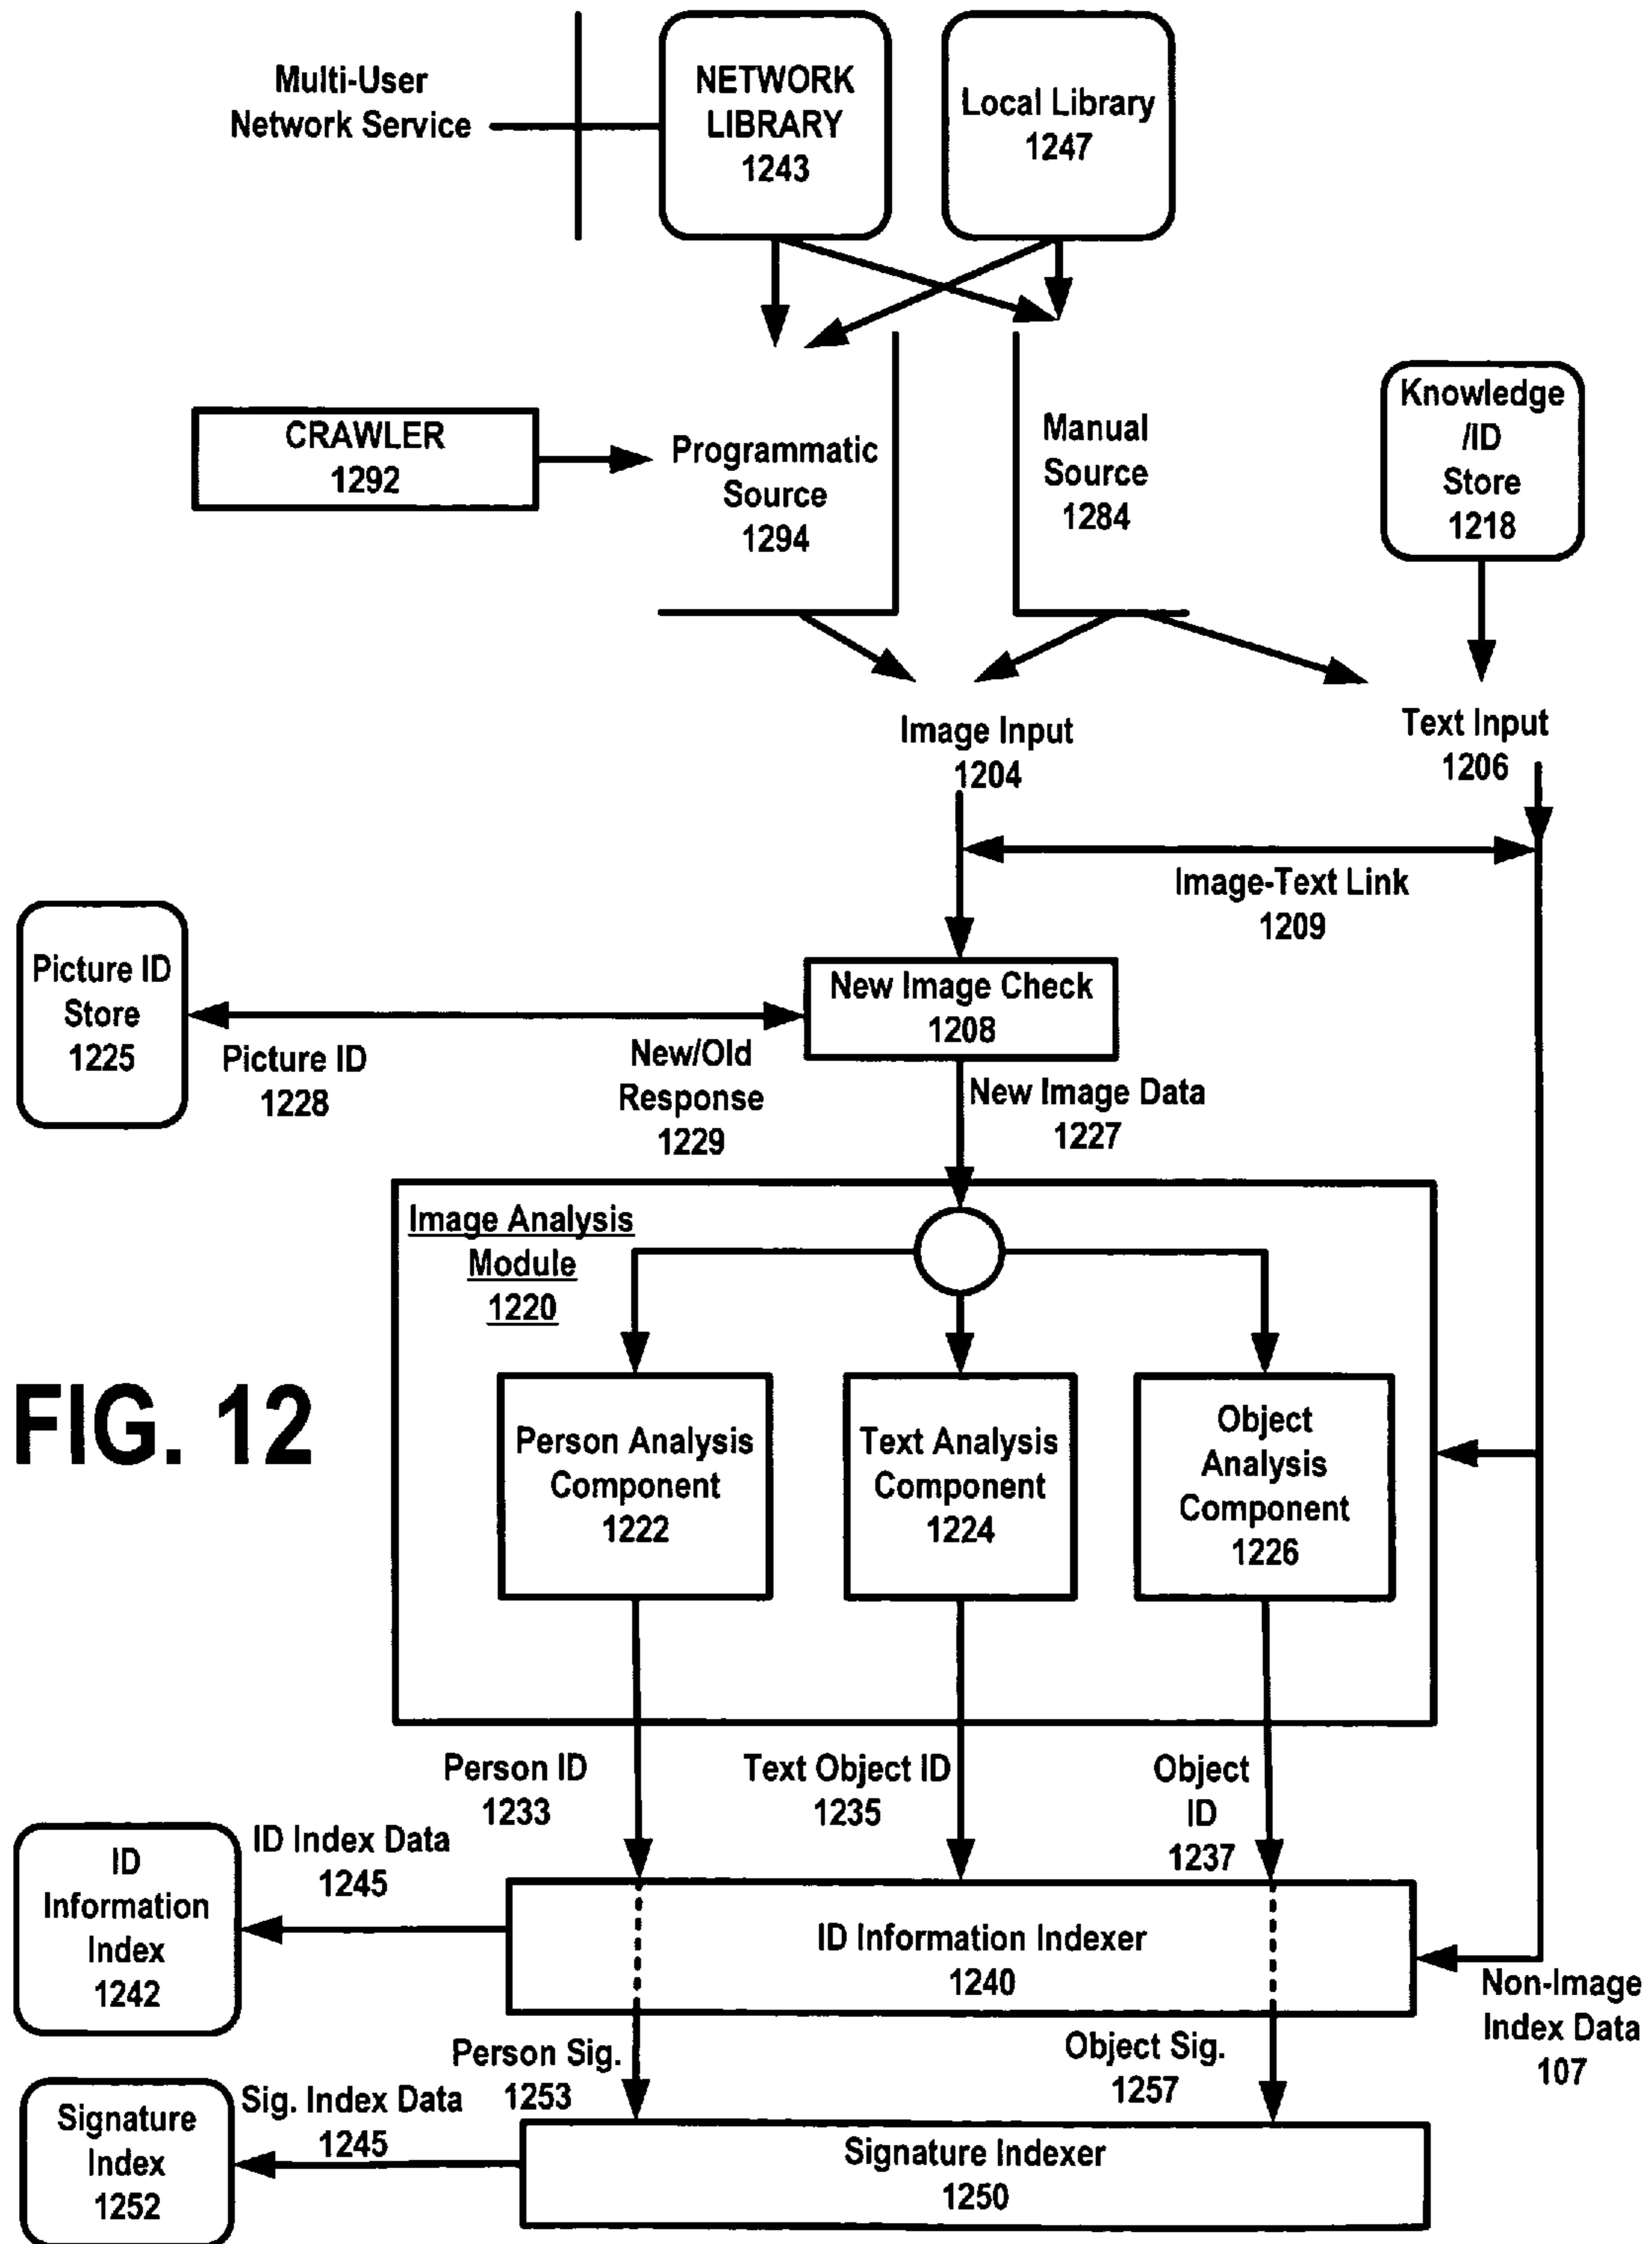 Multi-User
Network Service
NETWORK
LIBRARY
1243
Local Library
1247
CRAWLER
1292
Programmatic
Source
1294
Manual
Source
1284
Knowledge
/ID
Store
1218
Image Input
1204
Text Input
1206
Image-Text Link
1209
Picture ID
Store
1225
Picture ID
1228
New/Old
Response
1229
New Image Check
1208
New Image Data
1227
Image Analysis
Module
1220
FIG. 12
Person Analysis
Component
1222
Text Analysis
Component
1224
Object
Analysis
Component
1226
Person ID
1233
Text Object ID
1235
Object
ID
1237
ID
Information
Index
1242
ID Index Data
1245
ID Information Indexer
1240
Non-Image
Index Data
107
Person Sig.
1253
Object Sig.
1257
Signature
Index
1252
Sig. Index Data
1245
Signature Indexer
1250